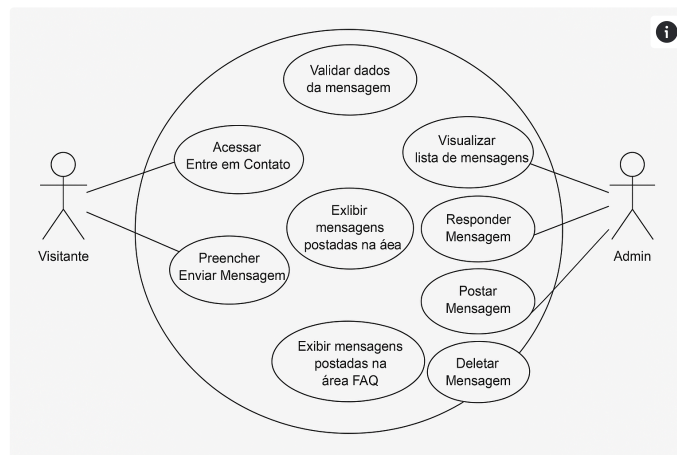 Validar dados
da mensagem
Acessar
Entre em Contato
Visualizar
lista de mensagens
Exlibir
mensagens
postadas na áea
Responder
Mensagem
Visitante
Admin
Preencher
Enviar Mensagem
Postar
Mensagem
Exibir mensagens
postadas na
área FAQ
Deletar
Mensagem